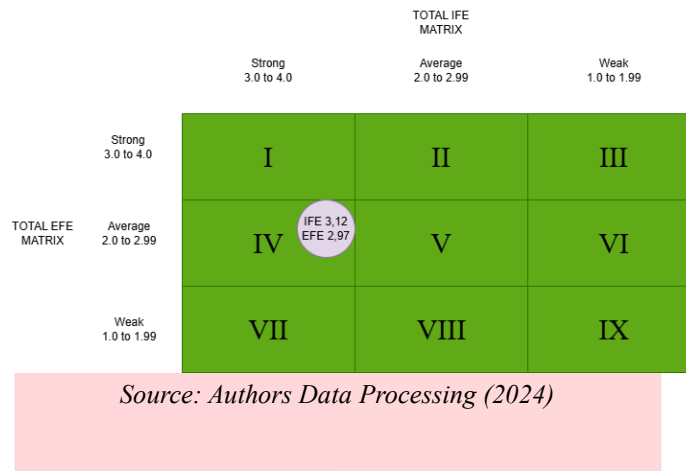 TOTAL IFE
MATRIX
Strong
3.0 to 4.0
Average
2.0 to 2.99
Weak
1.0 to 1.99
Strong
3.0 to 4.0
I
II
III
TOTAL EFE
MATRIX
Average
2.0 to 2.99
IV
IFE 3,12
EFE 2,97
V
VI
Weak
1.0 to 1.99
VII
VIII
IX
Source: Authors Data Processing (2024)